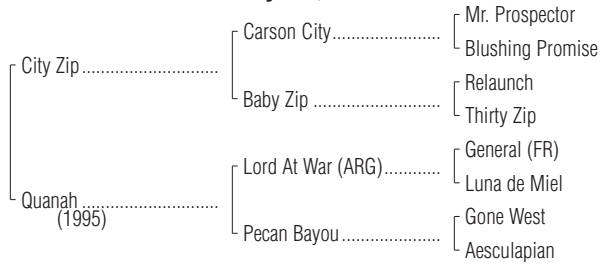 Mr. Prospector
Carson City
Blushing Promise
City Zip
Relaunch
Baby Zip
Thirty Zip
General (FR)
Lord At War (ARG)
Luna de Miel
Quanah
(1995)
Gone West
Pecan Bayou
Aesculapian